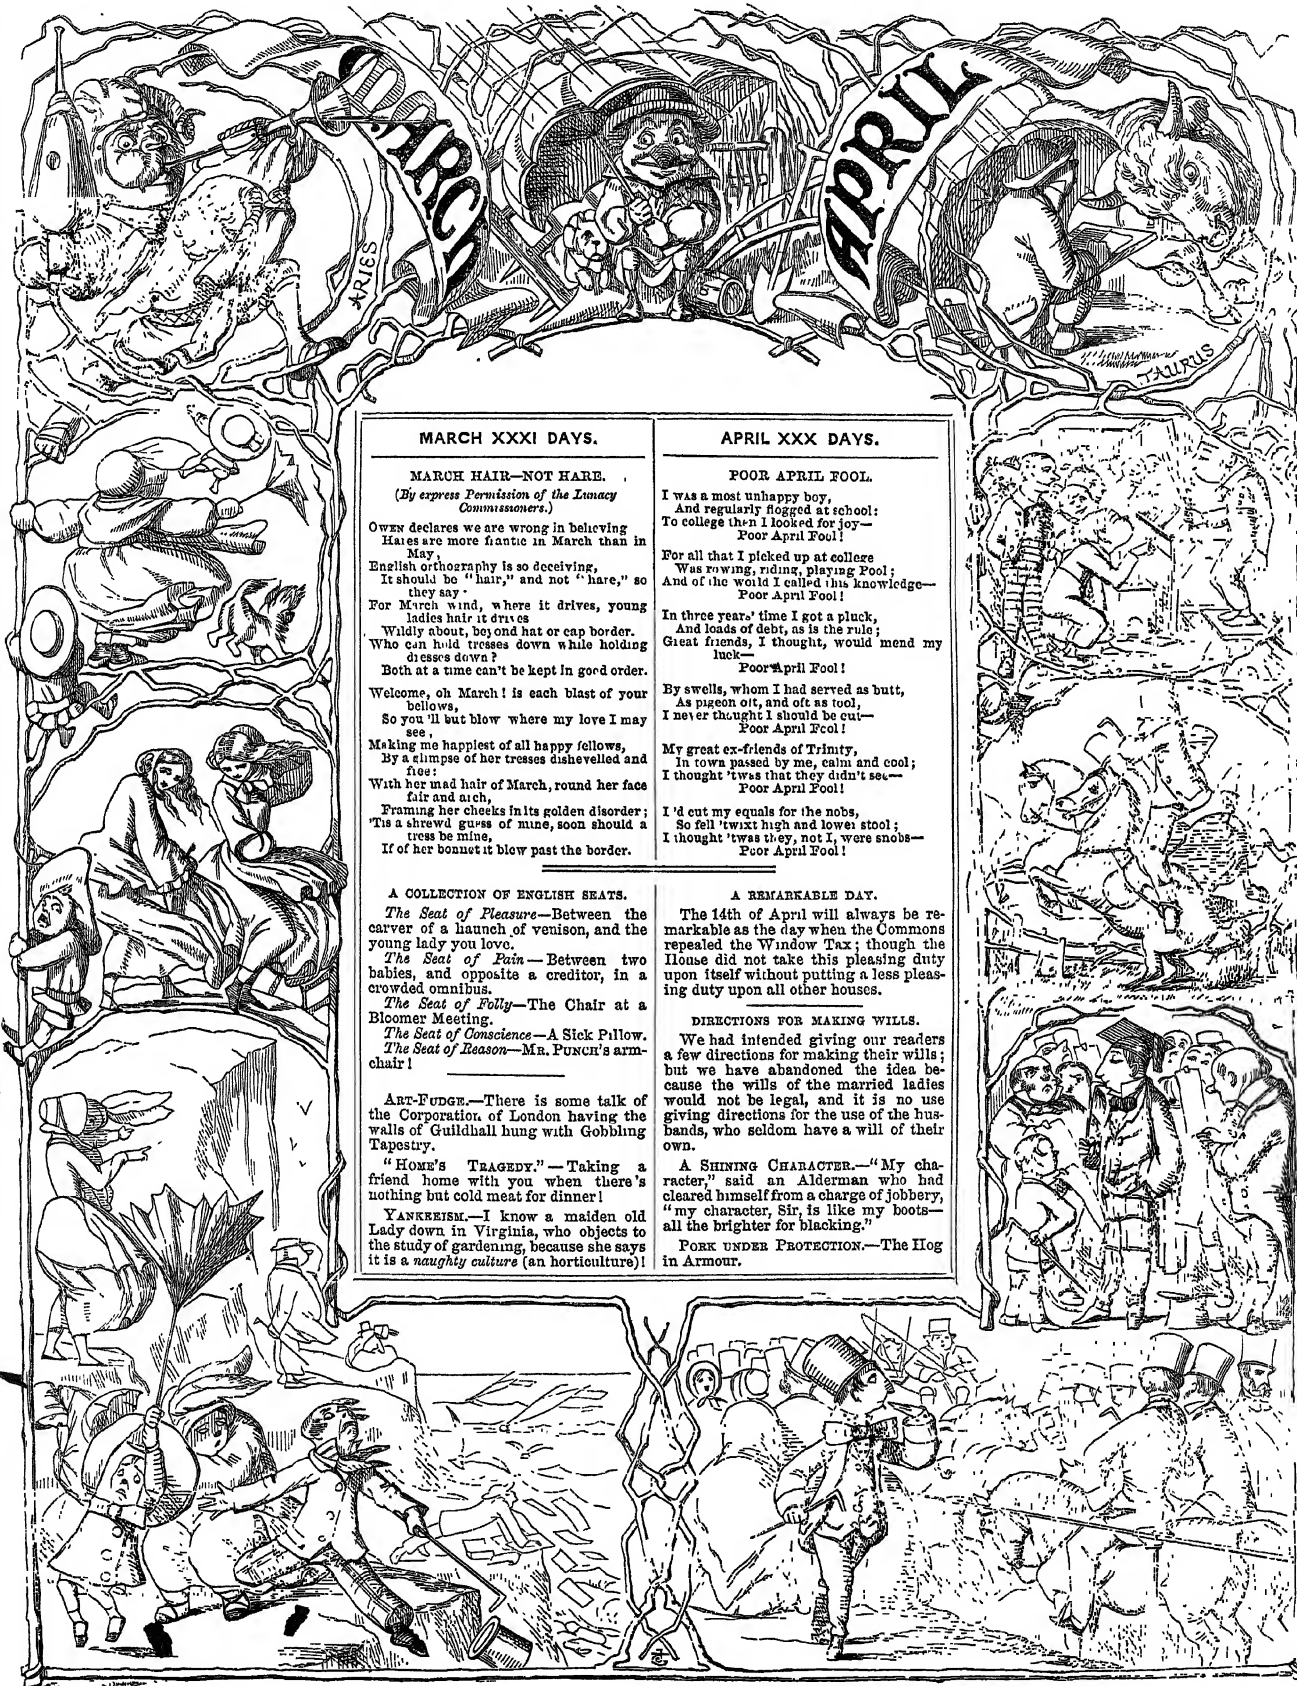 MARCH
APRIL
ARIES
TAURUS
MARCH XXXI DAYS.
MARCH HAIR—NOT HARE.
(By express Permission of the Lunacy
Commissioners.)
OWEN declares we are wrong in believing
Hares are more frantic in March than in
May,
English orthography is so deceiving,
It should be "hair," and not "hare," so
they say·
For March wind, where it drives, young
ladies hair it drives
Wildly about, beyond hat or cap border.
Who can hold tresses down while holding
dresses down?
Both at a time can't be kept in good order.
Welcome, oh March! is each blast of your
bellows,
So you'll but blow where my love I may
see,
Making me happiest of all happy fellows,
By a glimpse of her tresses dishevelled and
free:
With her mad hair of March, round her face
fair and arch,
Framing her cheeks in its golden disorder;
'Tis a shrewd guess of mine, soon should a
tress be mine,
If of her bonnet it blow past the border.
A COLLECTION OF ENGLISH SEATS.
The Seat of Pleasure—Between the
carver of a haunch of venison, and the
young lady you love.
The Seat of Pain—Between two
babies, and opposite a creditor, in a
crowded omnibus.
The Seat of Folly—The Chair at a
Bloomer Meeting.
The Seat of Conscience—A Sick Pillow.
The Seat of Reason—MR. PUNCH'S arm-
chair!
ART-FUDGE.—There is some talk of
the Corporation of London having the
walls of Guildhall hung with Gobbling
Tapestry.
"HOME'S TRAGEDY."—Taking a
friend home with you when there's
nothing but cold meat for dinner!
YANKEEISM.—I know a maiden old
Lady down in Virginia, who objects to
the study of gardening, because she says
it is a naughty culture (an horticulture)!
APRIL XXX DAYS.
POOR APRIL FOOL.
I WAS a most unhappy boy,
And regularly flogged at school:
To college then I looked for joy—
Poor April Fool!
For all that I picked up at college
Was rowing, riding, playing Pool;
And of the world I called this knowledge—
Poor April Fool!
In three years' time I got a pluck,
And loads of debt, as is the rule;
Great friends, I thought, would mend my
luck—
Poor April Fool!
By swells, whom I had served as butt,
As pigeon oft, and oft as tool,
I never thought I should be cut—
Poor April Fool!
My great ex-friends of Trinity,
In town passed by me, calm and cool;
I thought 'twas that they didn't see—
Poor April Fool!
I'd cut my equals for the nobs,
So fell 'twixt high and lower stool;
I thought 'twas they, not I, were snobs—
Poor April Fool!
A REMARKABLE DAY.
The 14th of April will always be re-
markable as the day when the Commons
repealed the Window Tax; though the
House did not take this pleasing duty
upon itself without putting a less pleas-
ing duty upon all other houses.
DIRECTIONS FOR MAKING WILLS.
We had intended giving our readers
a few directions for making their wills;
but we have abandoned the idea be-
cause the wills of the married ladies
would not be legal, and it is no use
giving directions for the use of the hus-
bands, who seldom have a will of their
own.
A SHINING CHARACTER.—"My cha-
racter," said an Alderman who had
cleared himself from a charge of jobbery,
"my character, Sir, is like my boots—
all the brighter for blacking."
PORK UNDER PROTECTION.—The Hog
in Armour.